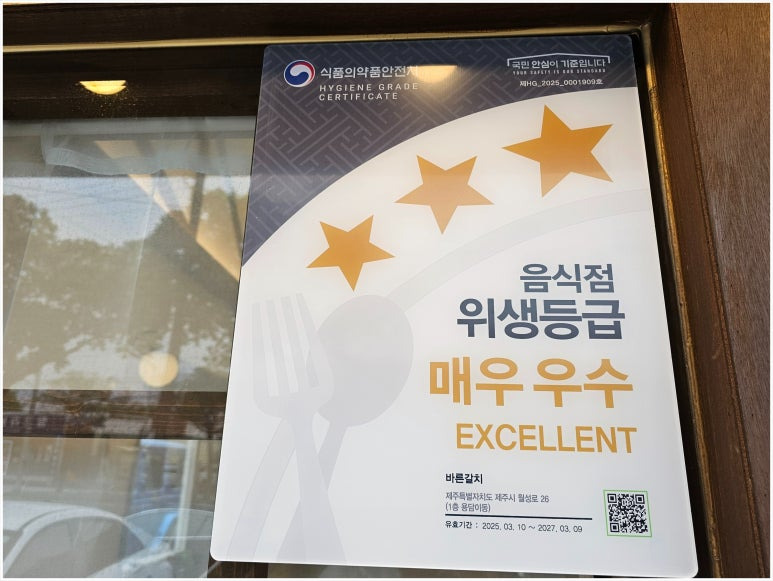 식품의약품안전처
HYGIENE GRADE
CERTIFICATE
국민 안심이 기준입니다
YOUR SAFETY IS OUR STANDARD
제HG_2025_0001909호
음식점
위생등급
매우 우수
EXCELLENT
바른갈치
제주특별자치도 제주시 월성로 26
(1층 용담이동)
유효기간 : 2025. 03. 10 ~ 2027. 03. 09